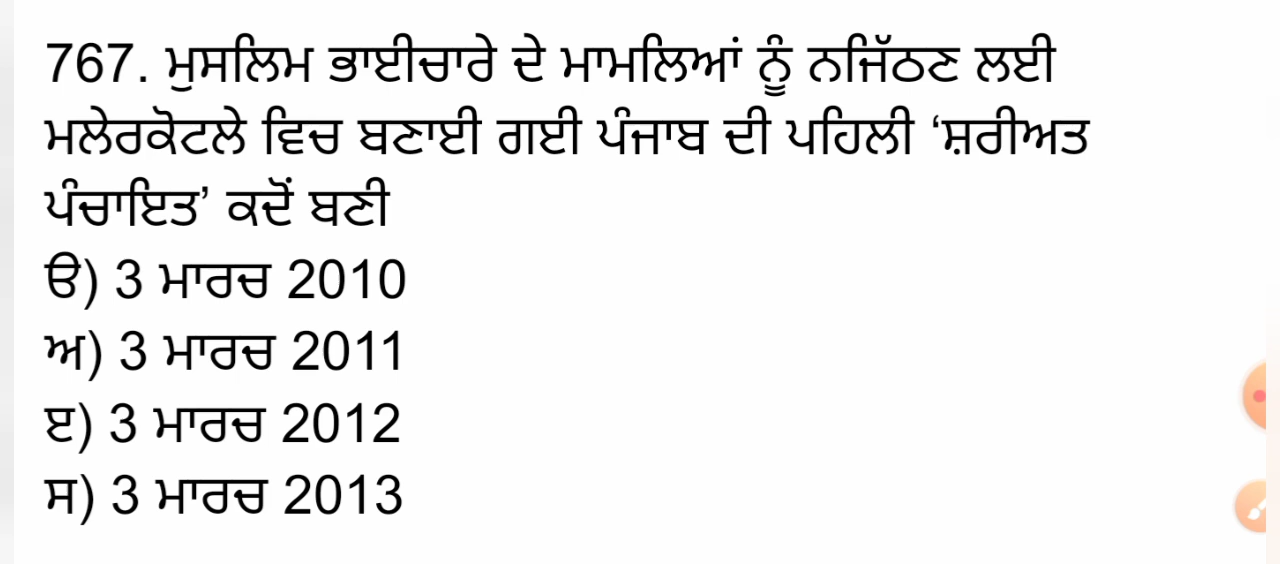 767. ਮੁਸਲਿਮ ਭਾਈਚਾਰੇ ਦੇ ਮਾਮਲਿਆਂ ਨੂੰ ਨਜਿੱਠਣ ਲਈ
ਮਲੇਰਕੋਟਲੇ ਵਿਚ ਬਣਾਈ ਗਈ ਪੰਜਾਬ ਦੀ ਪਹਿਲੀ ‘ਸ਼ਰੀਅਤ
ਪੰਚਾਇਤ’ ਕਦੋਂ ਬਣੀ
ੳ) 3 ਮਾਰਚ 2010
ਅ) 3 ਮਾਰਚ 2011
ੲ) 3 ਮਾਰਚ 2012
ਸ) 3 ਮਾਰਚ 2013